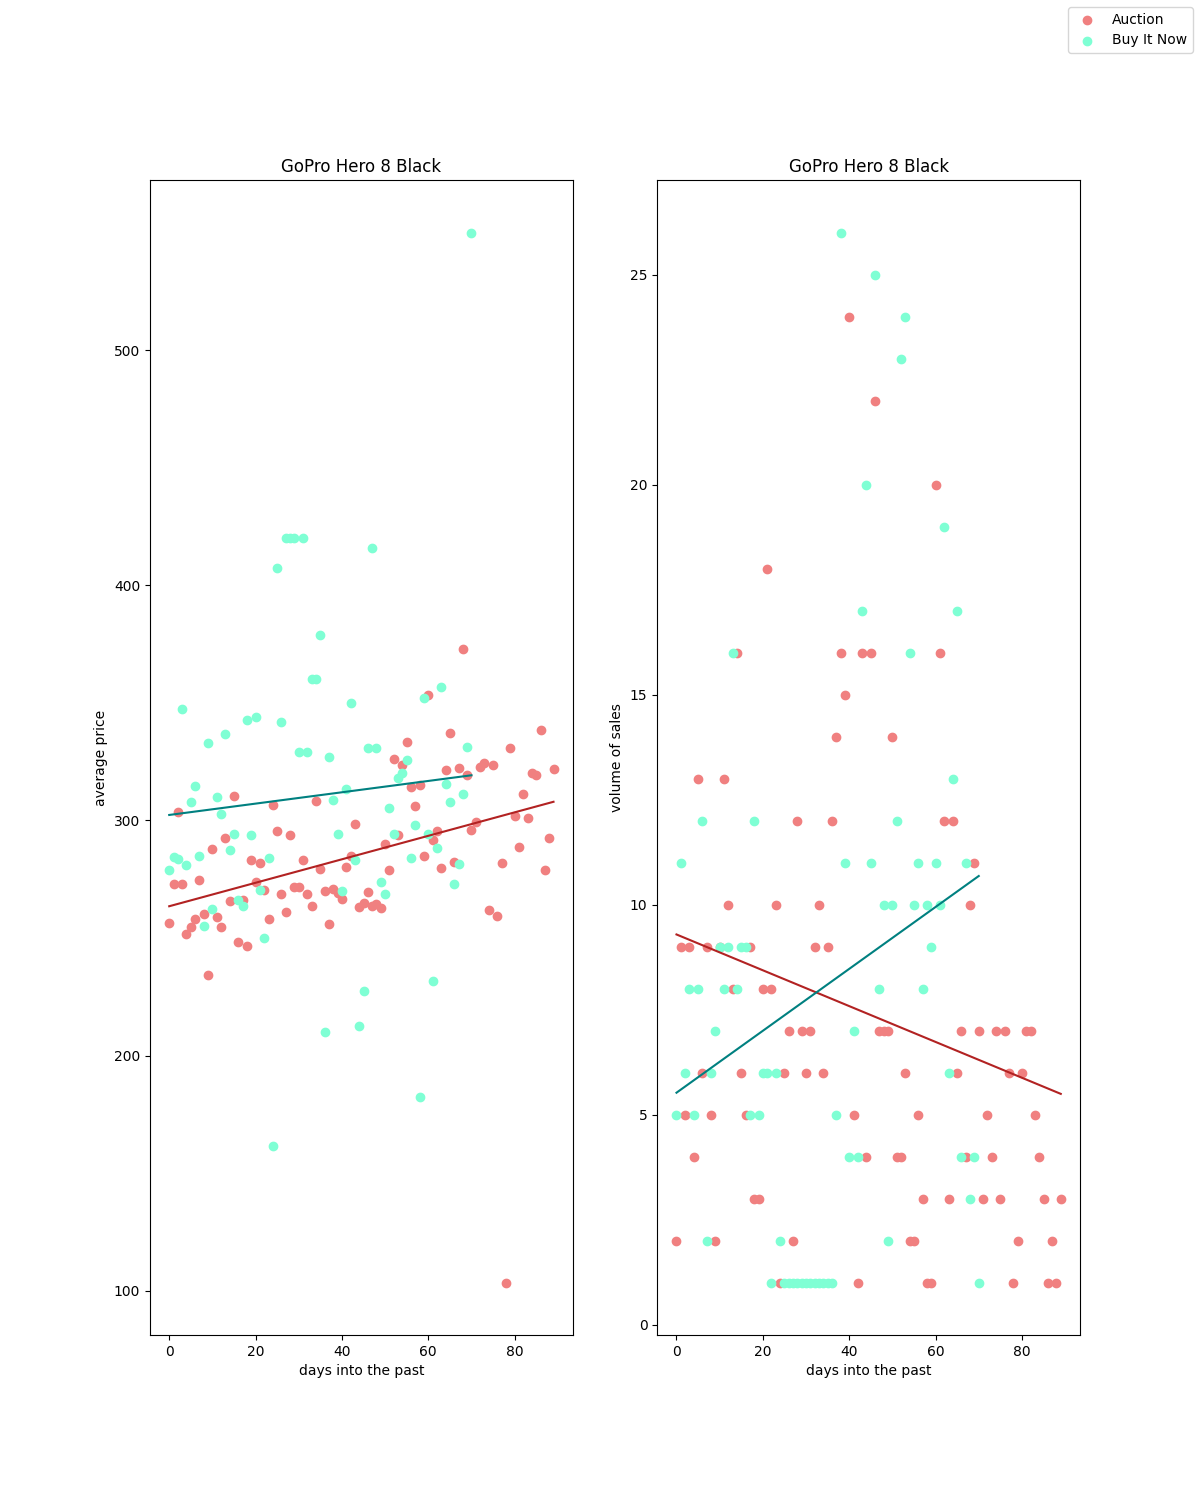 Auction
Buy It Now
GoPro Hero 8 Black
500
400
300
200
100
average price
0 20 40 60 80
days into the past
GoPro Hero 8 Black
25
20
15
10
5
0
volume of sales
0 20 40 60 80
days into the past